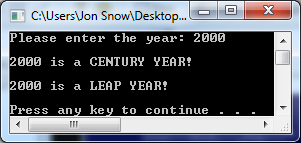 C:\Users\Jon Snow\Desktop...
Please enter the year: 2000
2000 is a CENTURY YEAR!
2000 is a LEAP YEAR!
Press any key to continue . . .